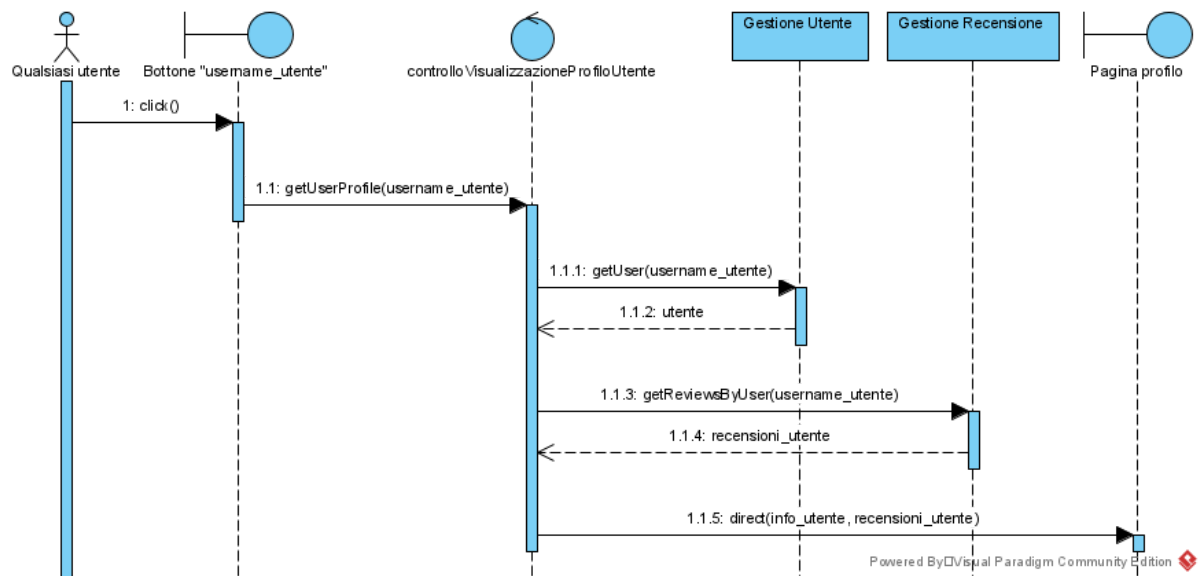 Gestione Utente
Gestione Recensione
Qualsiasi utente
Bottone "username_utente"
controlloVisualizzazioneProfiloUtente
Pagina profilo
1: click()
1.1: getUserProfile(username_utente)
1.1.1: getUser(username_utente)
1.1.2: utente
1.1.3: getReviewsByUser(username_utente)
1.1.4: recensioni_utente
1.1.5: direct(info_utente, recensioni_utente)
Powered By□Visual Paradigm Community Edition